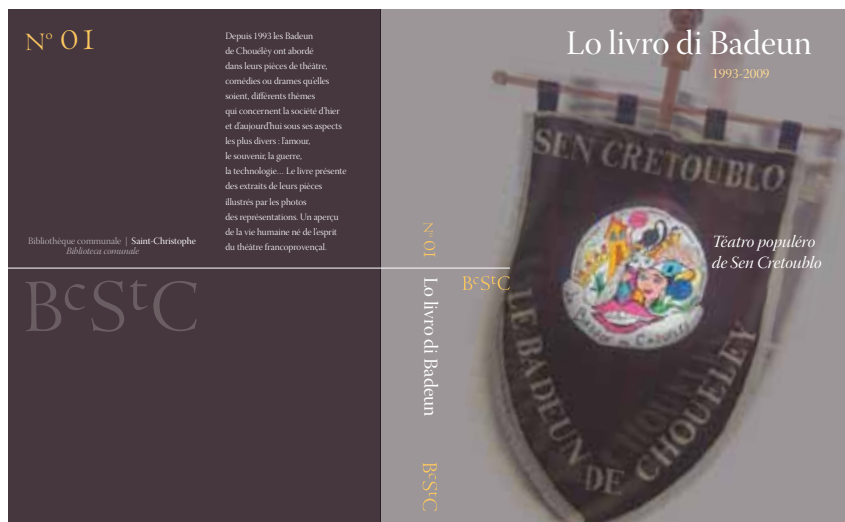 Nº 01
Depuis 1993 les Badeun
de Chouéléy ont abordé
dans leurs pièces de théâtre,
comédies ou drames qu'elles
soient, différents thèmes
qui concernent la société d'hier
et d'aujourd'hui sous ses aspects
les plus divers : l'amour,
le souvenir, la guerre,
la technologie... Le livre présente
des extraits de leurs pièces
illustrés par les photos
des représentations. Un aperçu
de la vie humaine né de l'esprit
du théâtre francoprovençal.
Bibliothèque communale | Saint-Christophe
Biblioteca comunale
BcStC
Nº 01
Lo livro di Badeun
BcStC
BcStC
Lo livro di Badeun
1993-2009
SEN CRETOUBLO
Téatro populéro
de Sen Cretoublo
LE BADEUN DE CHOUELEY